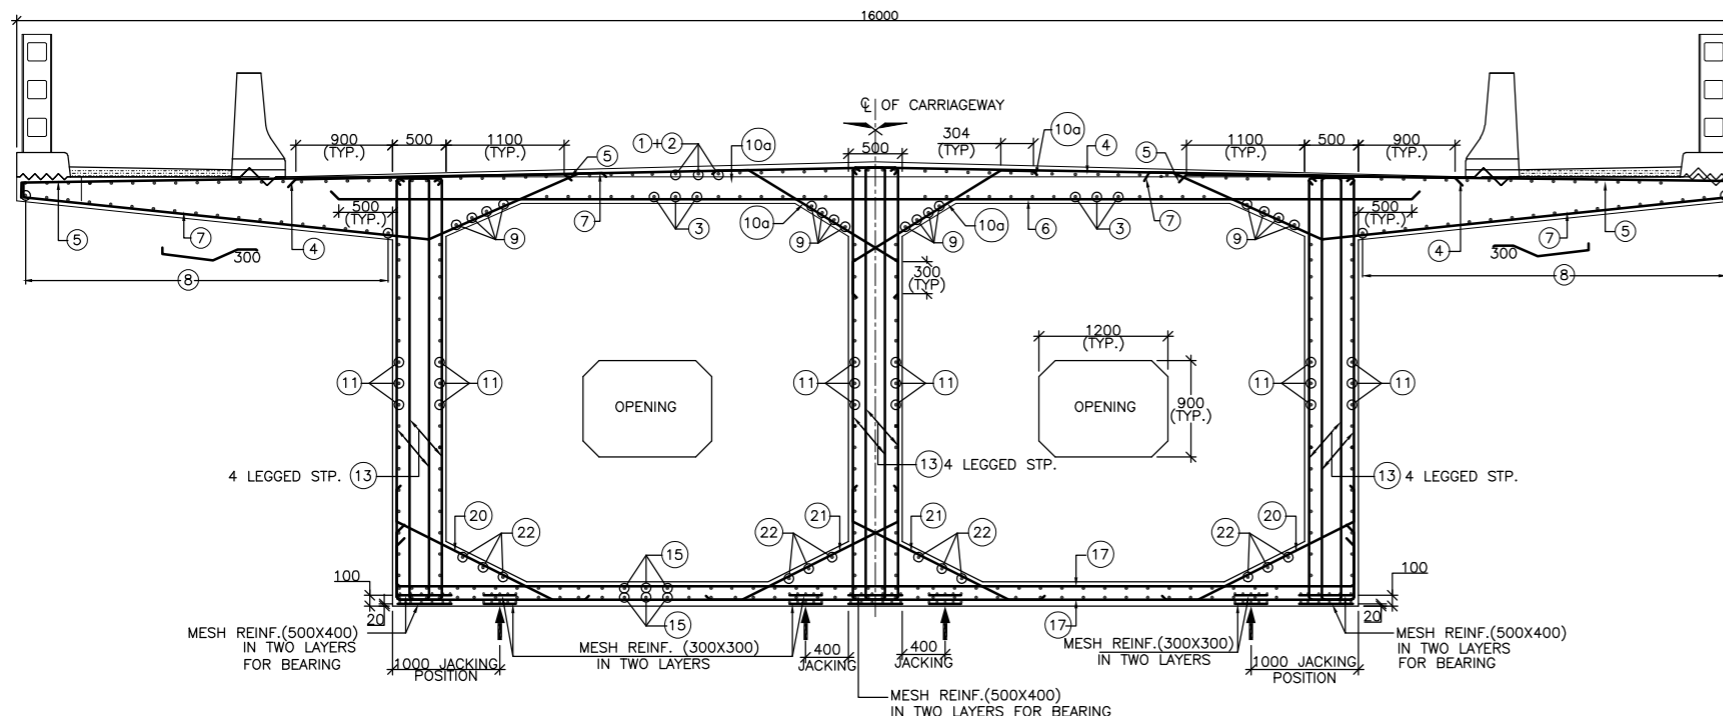 16000
℄ OF CARRIAGEWAY
900
(TYP.)
500
1100
(TYP.)
1+2
10a
500
304
(TYP)
10a
4
1100
(TYP.)
500
900
(TYP.)
5
5
500
7
10a
10a
7
500
5
7
4
9
3
9
9
6
3
9
4
7
5
300
300
8
8
300
(TYP)
1200
(TYP.)
11
11
11
11
11
11
OPENING
OPENING
900
(TYP.)
4 LEGGED STP. 13
13 4 LEGGED STP.
13 4 LEGGED STP.
20
22
21
21
22
20
22
15
22
17
100
100
20
20
15
17
MESH REINF.(500X400)
IN TWO LAYERS
FOR BEARING
MESH REINF. (300X300)
IN TWO LAYERS
MESH REINF.(300X300)
IN TWO LAYERS
MESH REINF.(500X400)
IN TWO LAYERS
FOR BEARING
1000 JACKING
POSITION
400
JACKING
400
JACKING
1000 JACKING
POSITION
MESH REINF.(500X400)
IN TWO LAYERS FOR BEARING